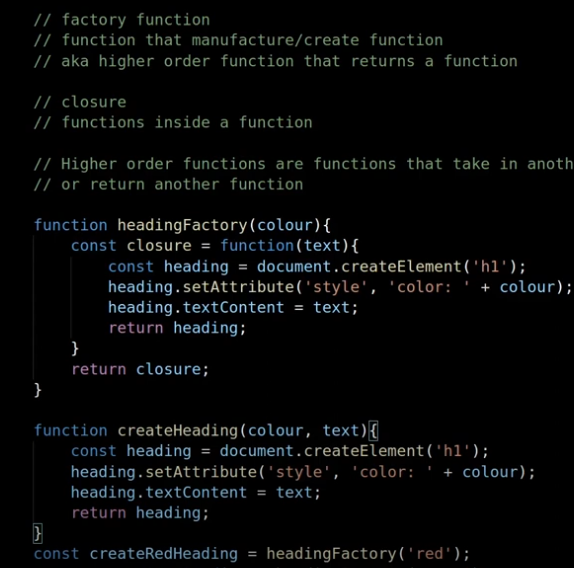 // factory function
// function that manufacture/create function
// aka higher order function that returns a function
// closure
// functions inside a function
// Higher order functions are functions that take in anoth
// or return another function
function headingFactory(colour){
const closure = function(text){
const heading = document.createElement('h1');
heading.setAttribute('style', 'color: ' + colour);
heading.textContent = text;
return heading;
}
return closure;
}
function createHeading(colour, text){
const heading = document.createElement('h1');
heading.setAttribute('style', 'color: ' + colour);
heading.textContent = text;
return heading;
}
const createRedHeading = headingFactory('red');